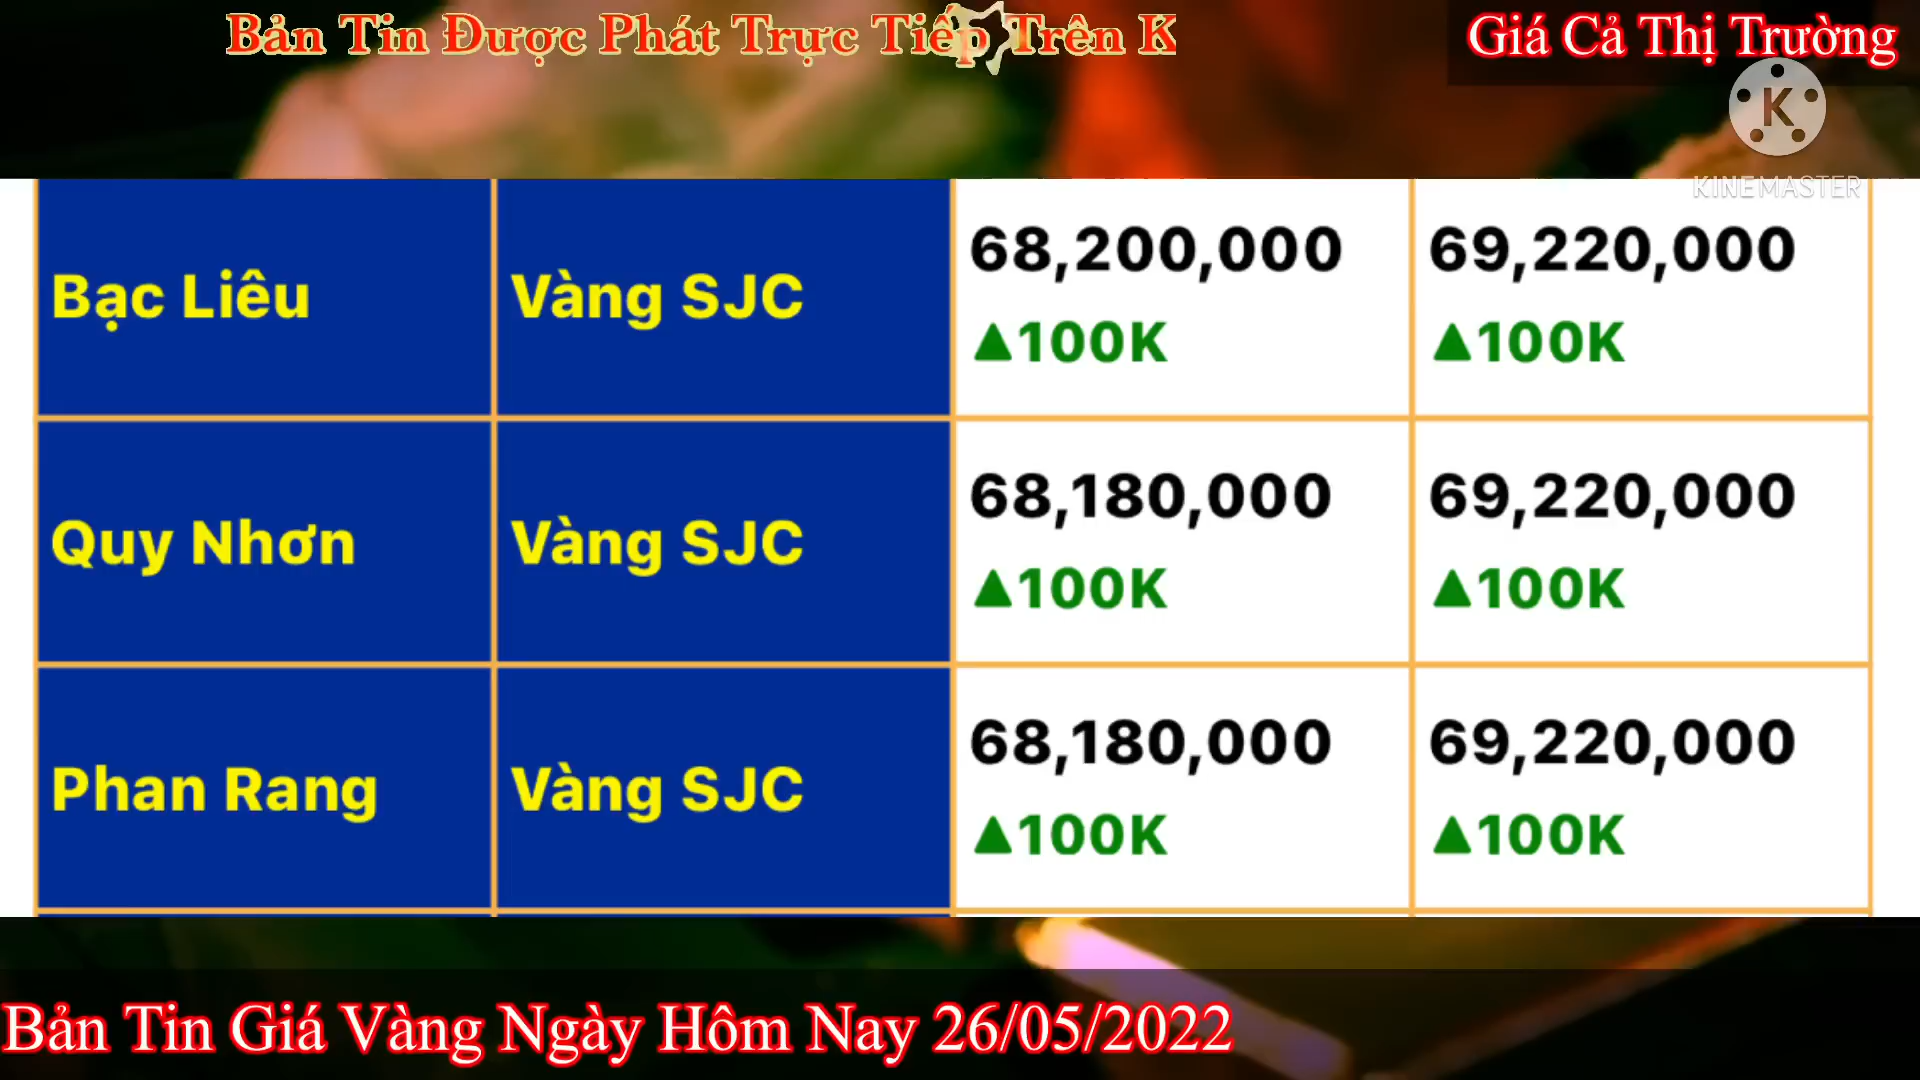 Bản Tin Được Phát Trực Tiếp Trên K
Giá Cả Thị Trường
K
KINEMASTER
Bạc Liêu Vàng SJC 68,200,000 69,220,000
▲100K ▲100K
Quy Nhơn Vàng SJC 68,180,000 69,220,000
▲100K ▲100K
Phan Rang Vàng SJC 68,180,000 69,220,000
▲100K ▲100K
Bản Tin Giá Vàng Ngày Hôm Nay 26/05/2022